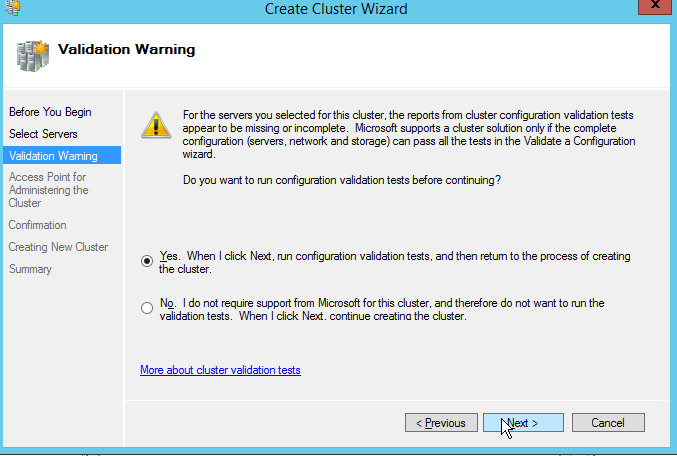 Create Cluster Wizard
x
Validation Warning
Before You Begin
Select Servers
Validation Warning
Access Point for
Administering the
Cluster
Confirmation
Creating New Cluster
Summary
For the servers you selected for this cluster, the reports from cluster configuration validation tests
appear to be missing or incomplete.  Microsoft supports a cluster solution only if the complete
configuration (servers, network and storage) can pass all the tests in the Validate a Configuration
wizard.
Do you want to run configuration validation tests before continuing?
Yes.  When I click Next, run configuration validation tests, and then return to the process of creating
the cluster.
No.  I do not require support from Microsoft for this cluster, and therefore do not want to run the
validation tests.  When I click Next, continue creating the cluster.
More about cluster validation tests
< Previous
Next >
Cancel